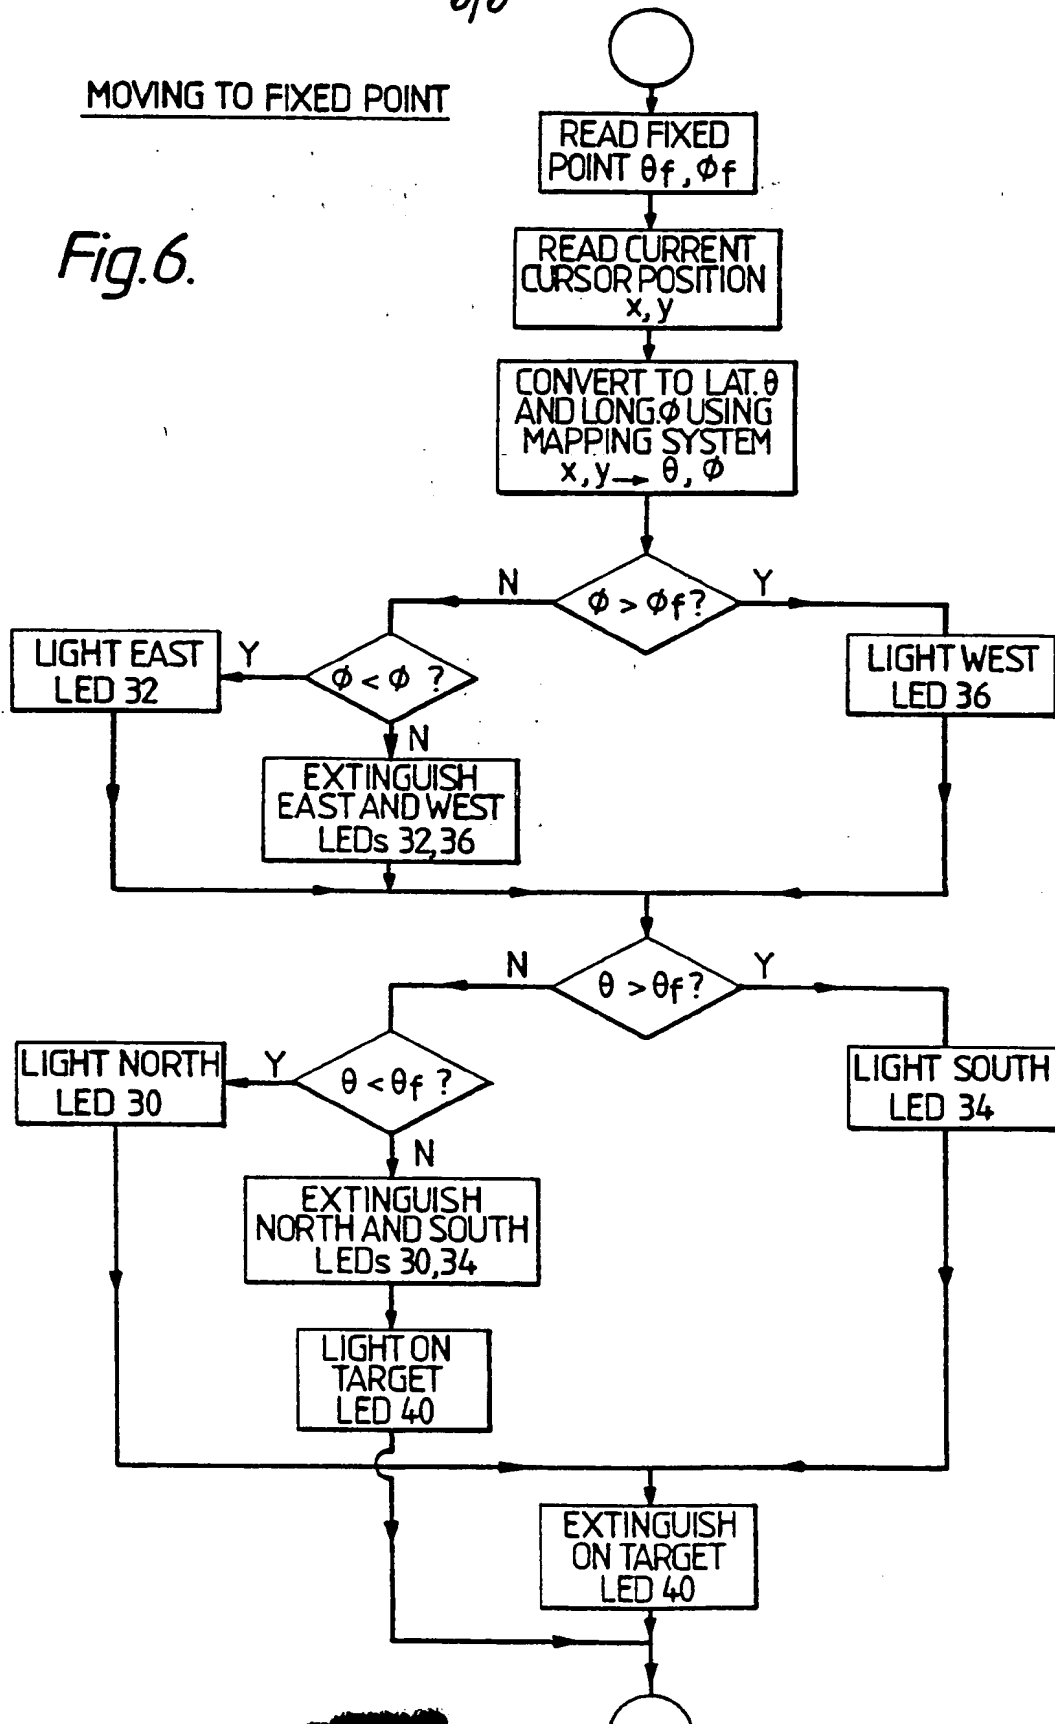 MOVING TO FIXED POINT
Fig.6.
READ FIXED
POINT θf, ϕf
READ CURRENT
CURSOR POSITION
x, y
CONVERT TO LAT. θ
AND LONG. ϕ USING
MAPPING SYSTEM
x, y → θ, ϕ
ϕ > ϕf?
N
Y
ϕ < ϕ ?
Y
N
LIGHT EAST
LED 32
LIGHT WEST
LED 36
EXTINGUISH
EAST AND WEST
LEDs 32,36
θ > θf?
N
Y
θ < θf ?
Y
N
LIGHT NORTH
LED 30
LIGHT SOUTH
LED 34
EXTINGUISH
NORTH AND SOUTH
LEDs 30,34
LIGHT ON
TARGET
LED 40
EXTINGUISH
ON TARGET
LED 40